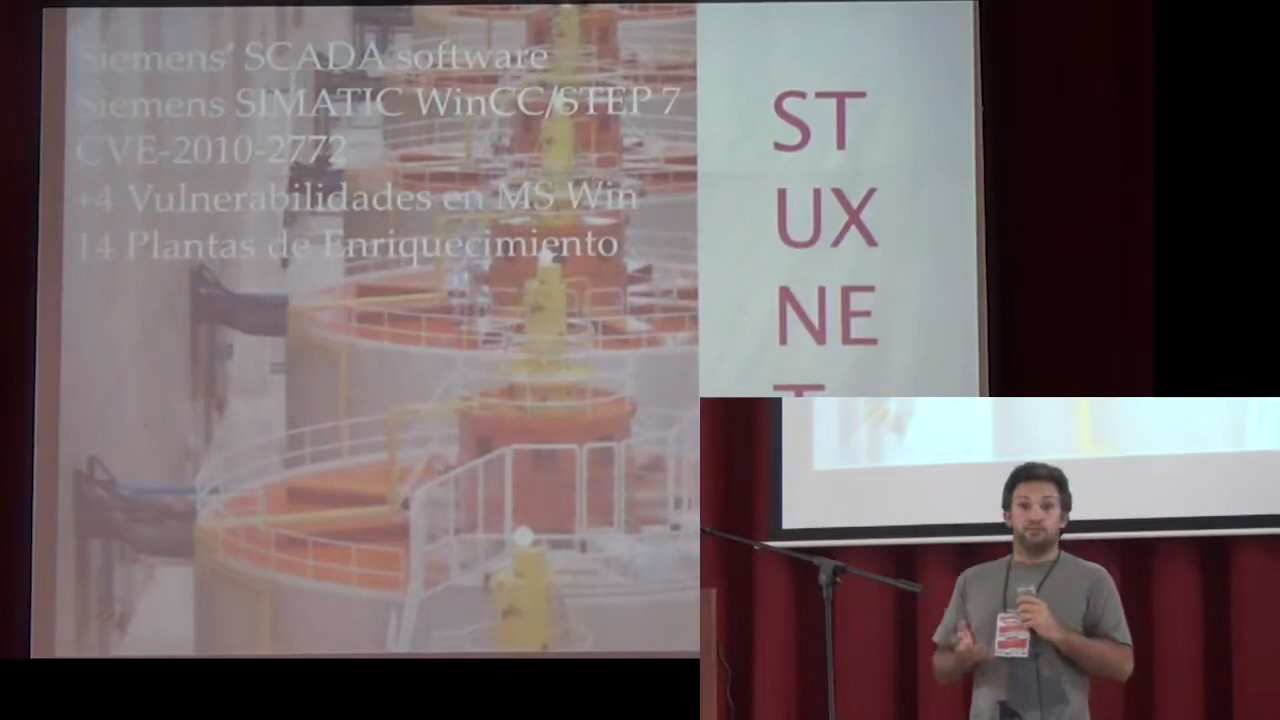 Siemens' SCADA software
Siemens SIMATIC WinCC/STEP 7
CVE-2010-2772
+4 Vulnerabilidades en MS Win
14 Plantas de Enriquecimiento
ST
UX
NE
T